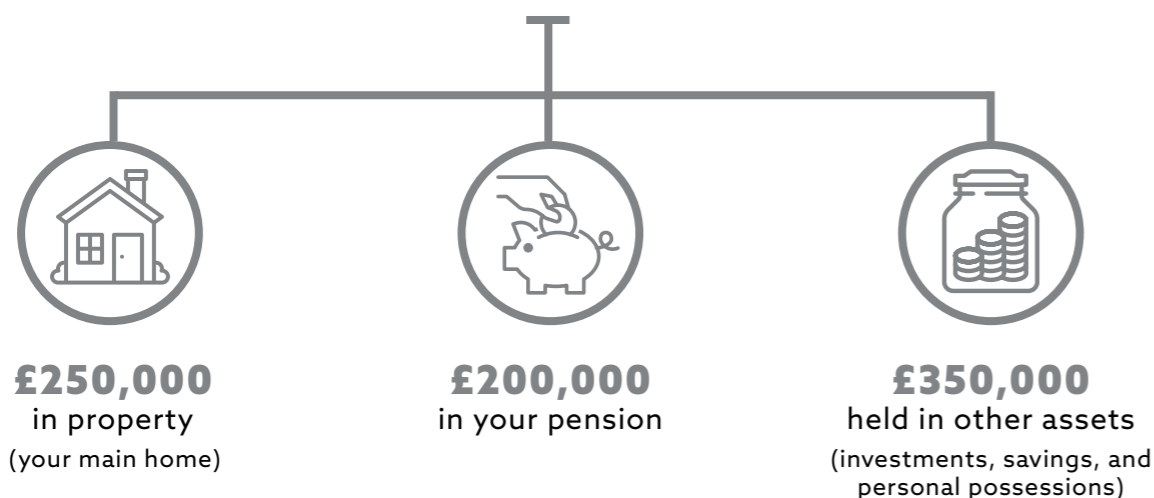 £250,000
in property
(your main home)
£200,000
in your pension
£350,000
held in other assets
(investments, savings, and
personal possessions)